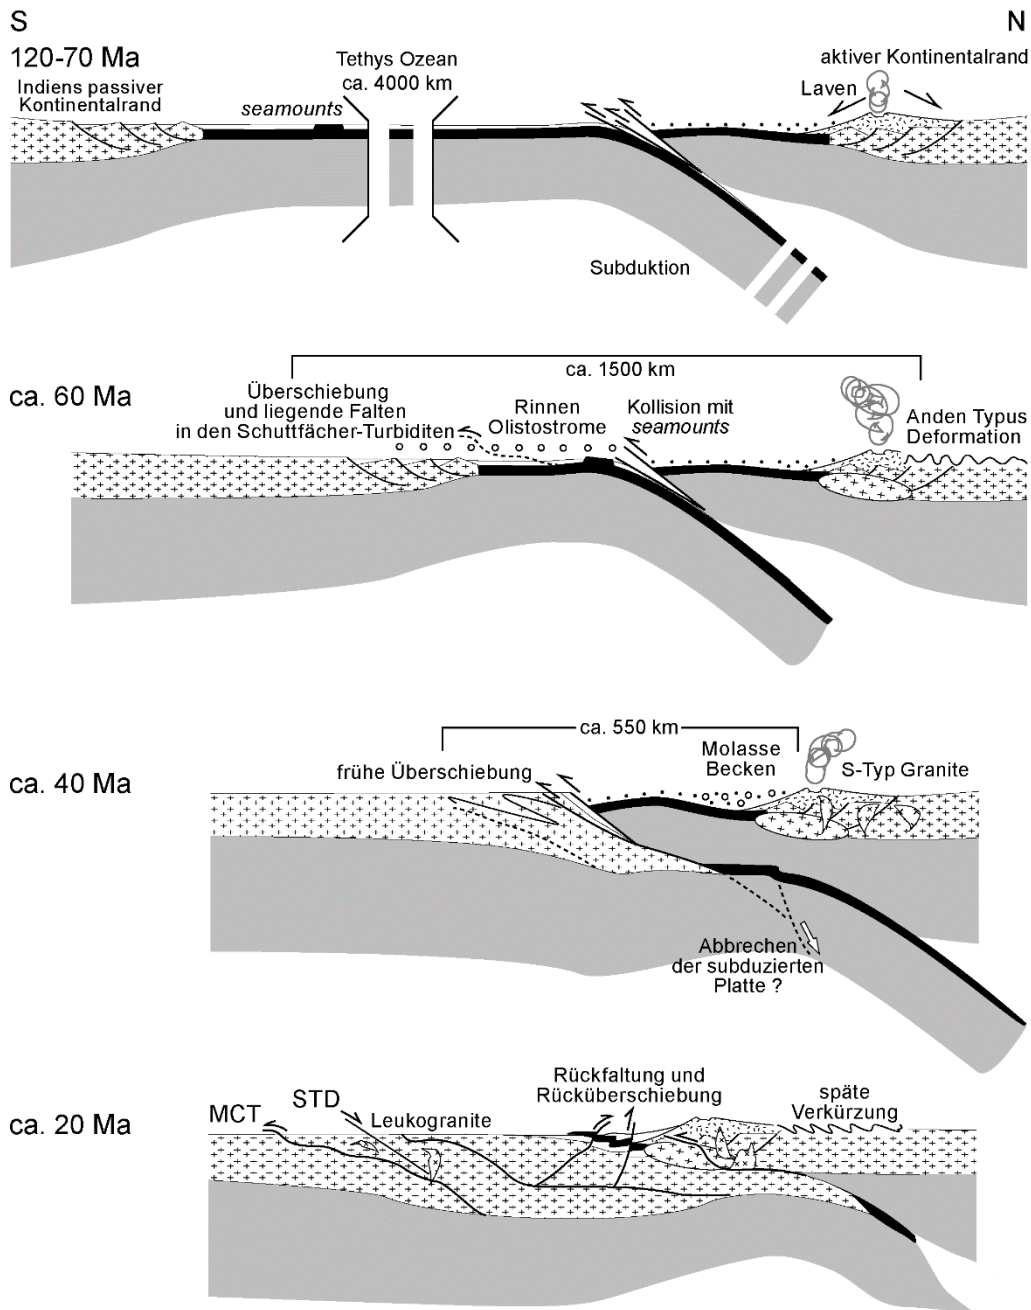 S
N
120-70 Ma
Indiens passiver
Kontinentalrand
seamounts
Tethys Ozean
ca. 4000 km
aktiver Kontinentalrand
Laven
Subduktion
ca. 60 Ma
ca. 1500 km
Überschiebung
und liegende Falten
in den Schuttfächer-Turbiditen
Rinnen
Olistostrome
Kollision mit
seamounts
Anden Typus
Deformation
ca. 40 Ma
ca. 550 km
frühe Überschiebung
Molasse
Becken
S-Typ Granite
Abbrechen
der subduzierten
Platte ?
ca. 20 Ma
MCT
STD
Leukogranite
Rückfaltung und
Rücküberschiebung
späte
Verkürzung